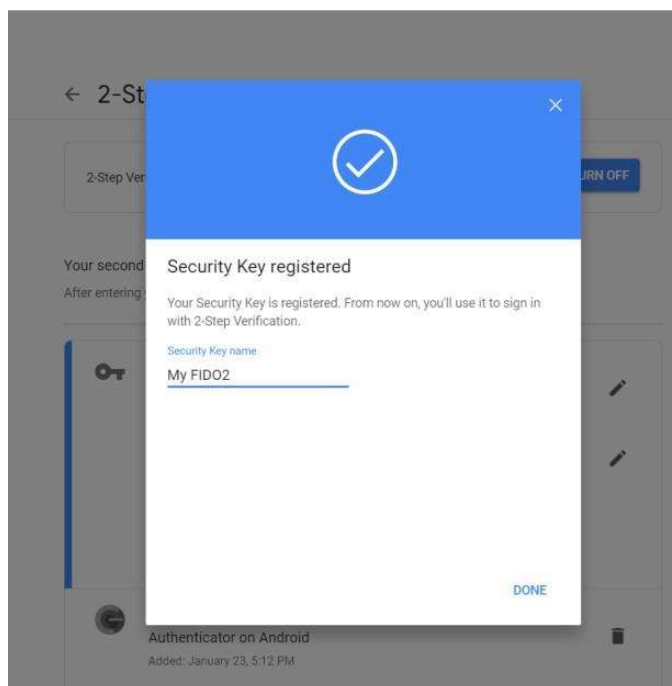 2-St
2-Step Ver
URN OFF
Security Key registered
Your second
After entering
Your Security Key is registered. From now on, you'll use it to sign in
with 2-Step Verification.
Security Key name
My FIDO2
DONE
Authenticator on Android
Added: January 23, 5:12 PM